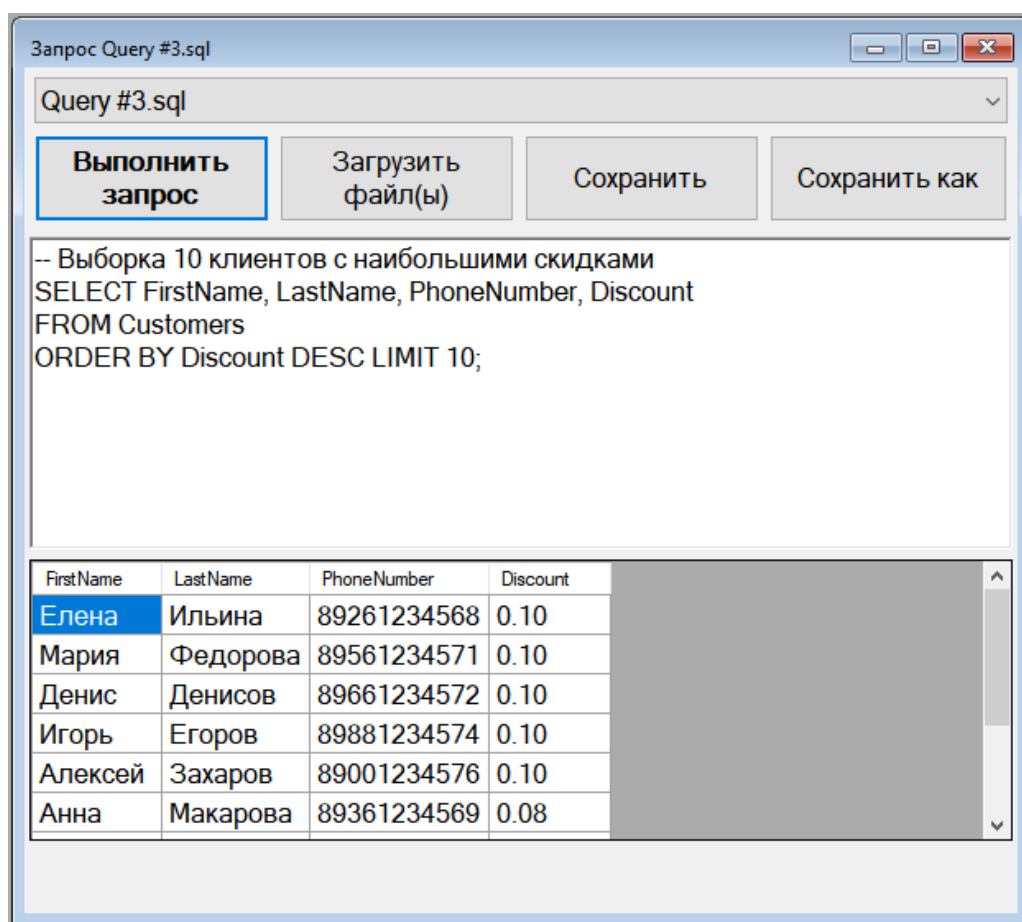 Запрос Query #3.sql
Query #3.sql
Выполнить запрос
Загрузить файл(ы)
Сохранить
Сохранить как
-- Выборка 10 клиентов с наибольшими скидками
SELECT FirstName, LastName, PhoneNumber, Discount
FROM Customers
ORDER BY Discount DESC LIMIT 10;
FirstName LastName PhoneNumber Discount
Елена Ильина 89261234568 0.10
Мария Федорова 89561234571 0.10
Денис Денисов 89661234572 0.10
Игорь Егоров 89881234574 0.10
Алексей Захаров 89001234576 0.10
Анна Макарова 89361234569 0.08